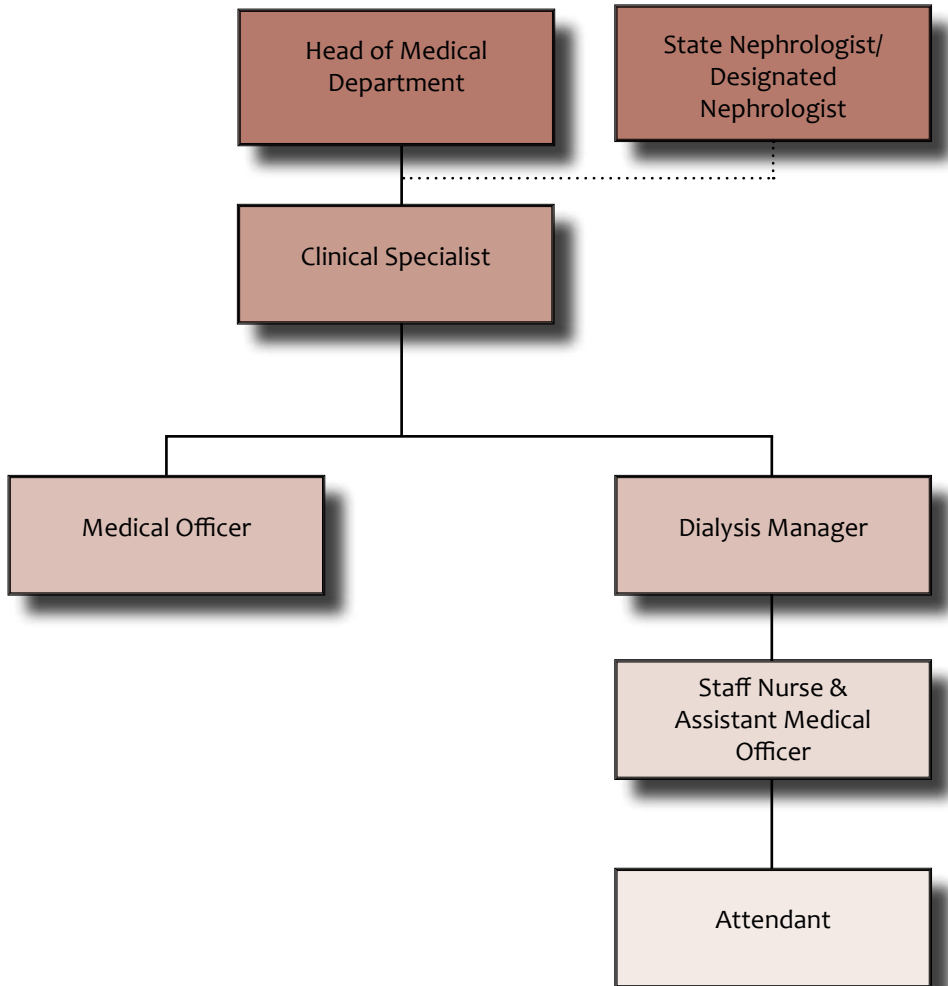 Head of Medical
Department
State Nephrologist/
Designated
Nephrologist
Clinical Specialist
Medical Officer
Dialysis Manager
Staff Nurse &
Assistant Medical
Officer
Attendant